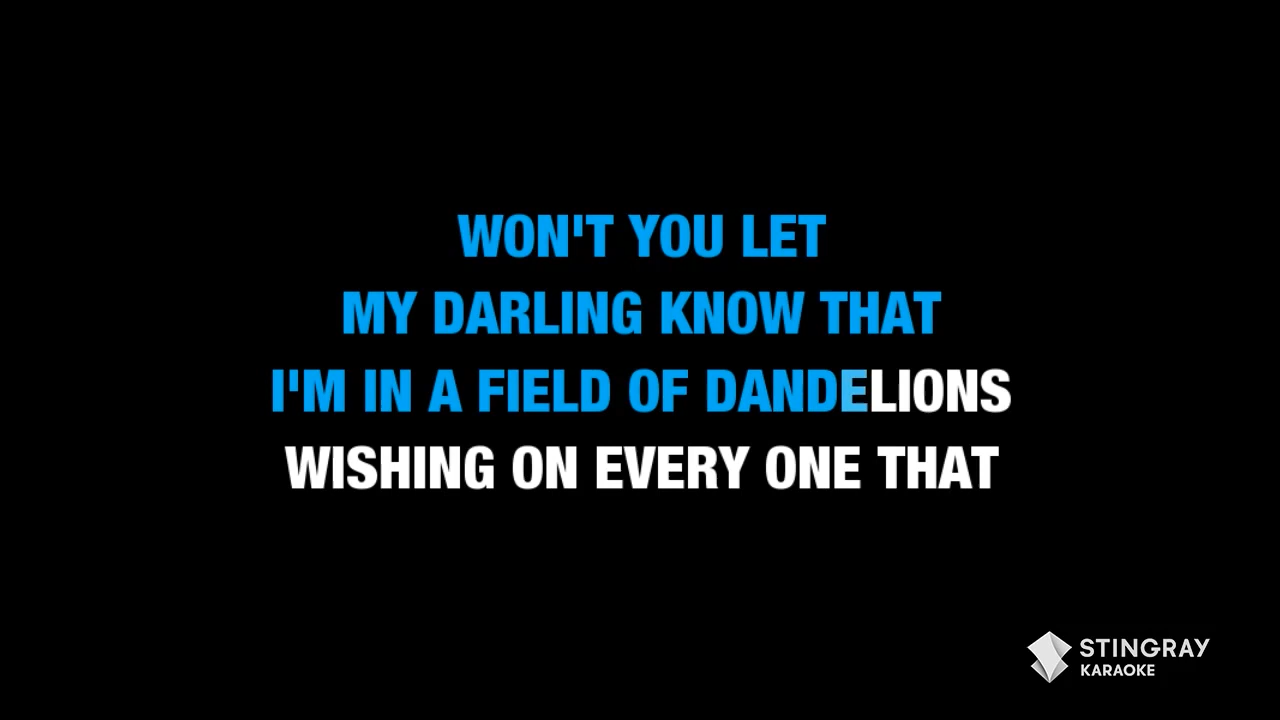 WON'T YOU LET
MY DARLING KNOW THAT
I'M IN A FIELD OF DANDELIONS
WISHING ON EVERY ONE THAT
STINGRAY
KARAOKE